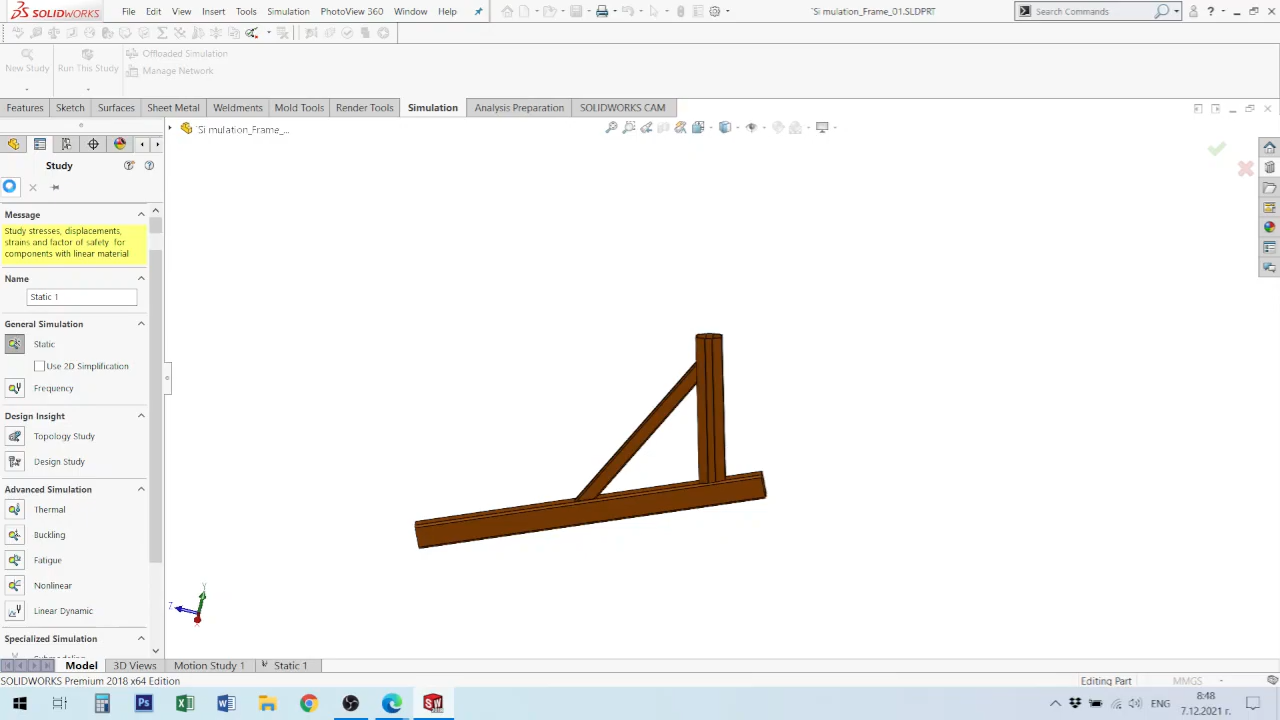 SOLIDWORKS File Edit View Insert Tools Simulation PhotoView 360 Window Help `Si mulation_Frame_01.SLDPRT Search Commands ?
New Study Run This Study Offloaded Simulation
Manage Network
Features Sketch Surfaces Sheet Metal Weldments Mold Tools Render Tools Simulation Analysis Preparation SOLIDWORKS CAM
`Si mulation_Frame_...
Study
Message
Study stresses, displacements,
strains and factor of safety for
components with linear material
Name
Static 1
General Simulation
Static
Use 2D Simplification
Frequency
Design Insight
Topology Study
Design Study
Advanced Simulation
Thermal
Buckling
Fatigue
Nonlinear
Linear Dynamic
Specialized Simulation
Y
Z
X
Model 3D Views Motion Study 1 Static 1
SOLIDWORKS Premium 2018 x64 Edition Editing Part MMGS
ENG 8:48
7.12.2021 г.